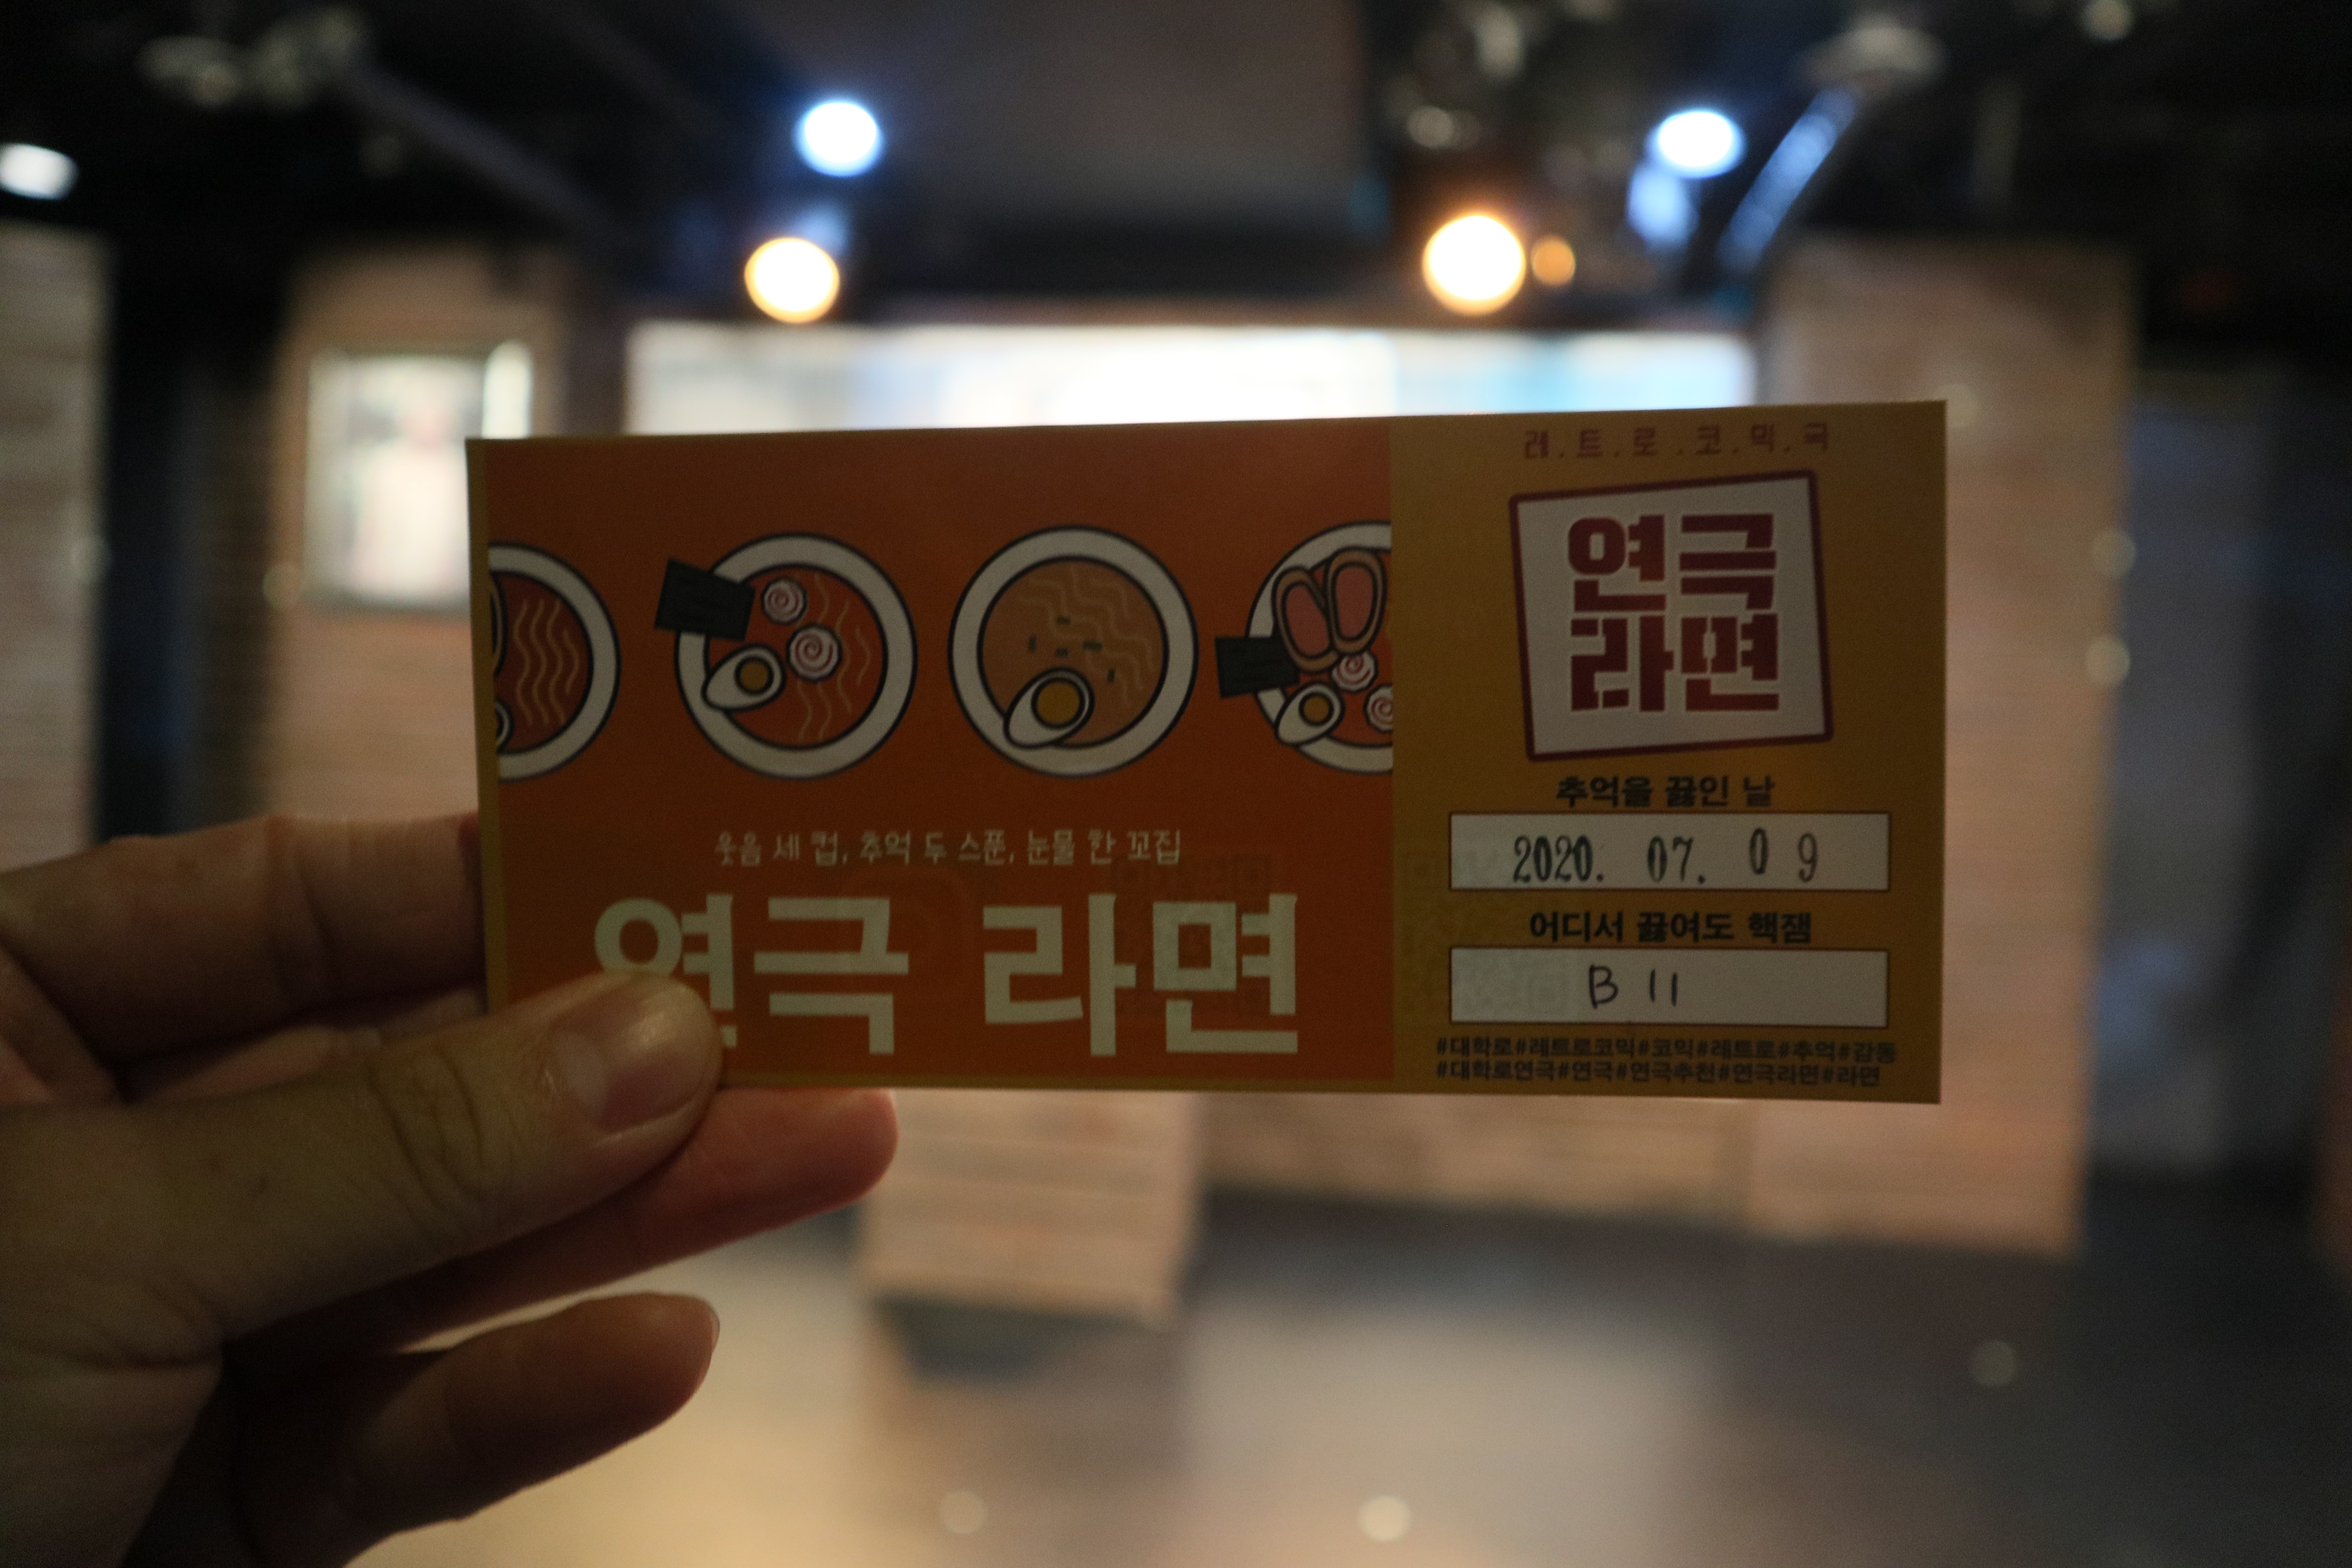 웃음 세 컵, 추억 두 스푼, 눈물 한 꼬집
연극 라면
레.트.로.코.믹.극
연극
라면
추억을 끓인 날
2020. 07. 09
어디서 끓여도 핵잼
B 11
#대학로#레트로코믹#코믹#레트로#추억#감동
#대학로연극#연극#연극추천#연극라면#라면